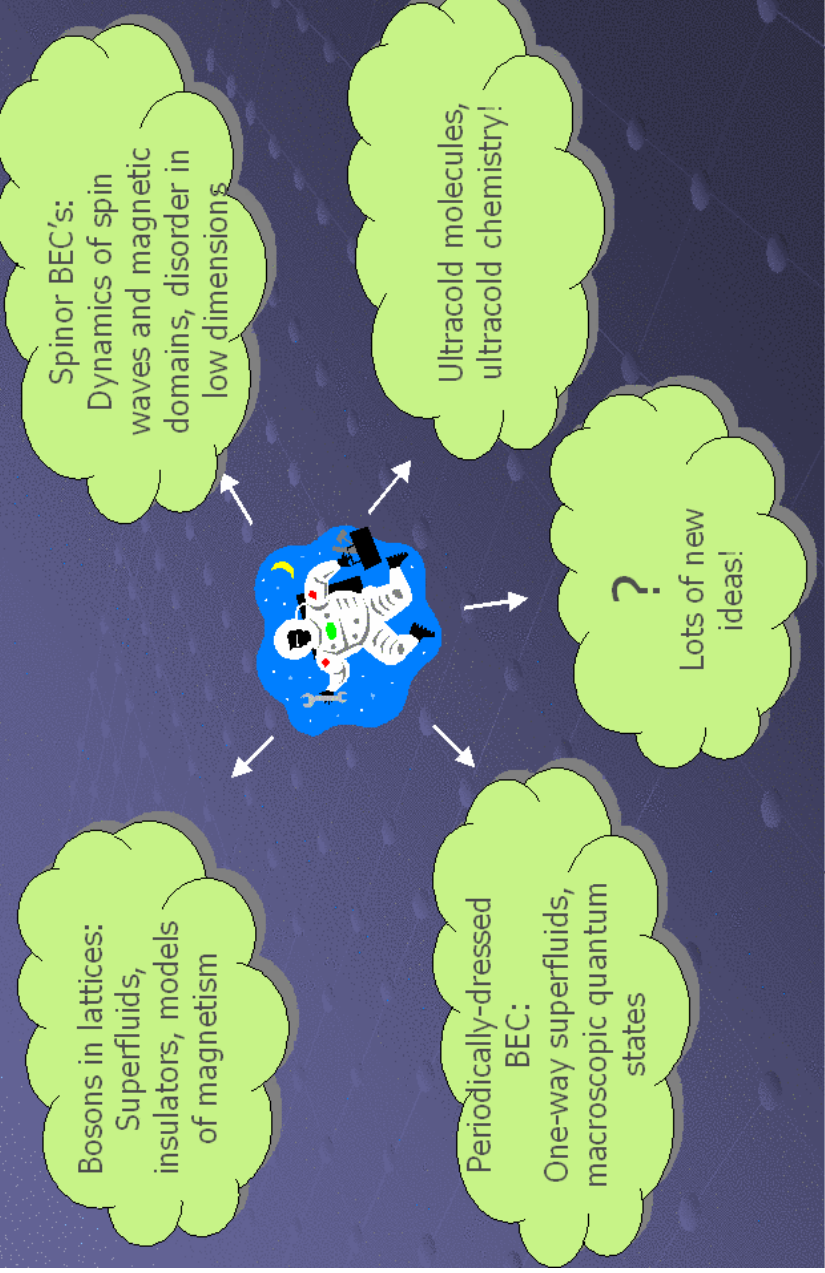 Bosons in lattices:
Superfluids,
insulators, models
of magnetism
Spinor BEC's:
Dynamics of spin
waves and magnetic
domains, disorder in
low dimensions
Periodically-dressed
BEC:
One-way superfluids,
macroscopic quantum
states
?
Lots of new
ideas!
Ultracold molecules,
ultracold chemistry!